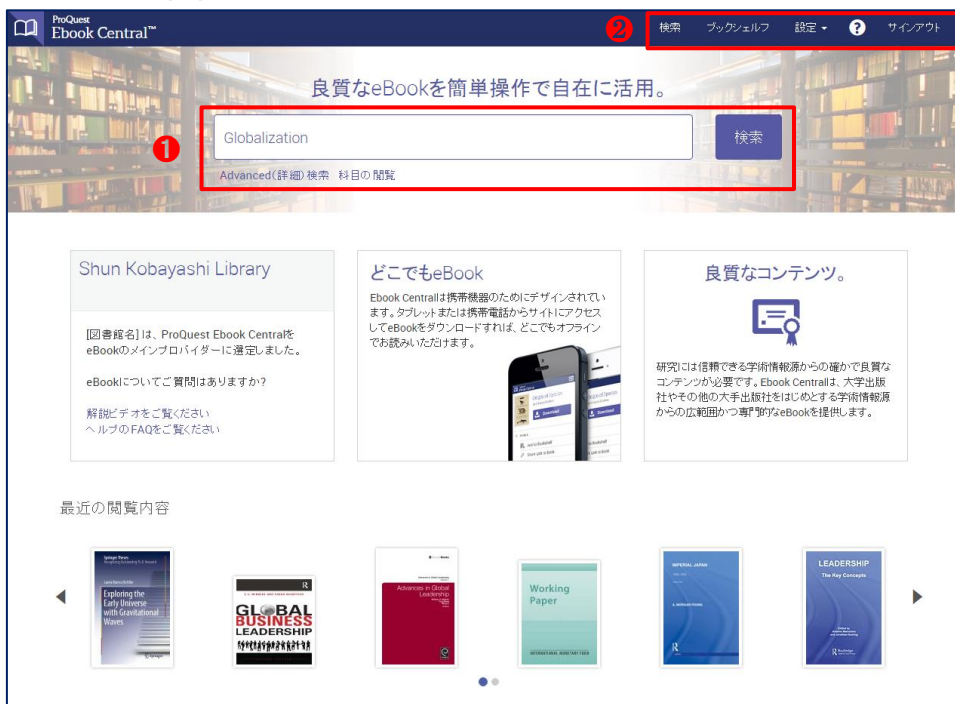 ProQuest
Ebook Central™
❷
検索 ブックシェルフ 設定 ? サインアウト
良質なeBookを簡単操作で自在に活用。
❶
Globalization
検索
Advanced(詳細)検索 科目の閲覧
Shun Kobayashi Library
[図書館名]は、ProQuest Ebook Centralを
eBookのメインプロバイダーに選定しました。
eBookについてご質問はありますか?
解説ビデオをご覧ください
ヘルプのFAQをご覧ください
どこでもeBook
Ebook Centralは携帯機器のためにデザインされてい
ます。タブレットまたは携帯電話からサイトにアクセス
してeBookをダウンロードすれば、どこでもオフライン
でお読みいただけます。
Download
Download
良質なコンテンツ。
研究には信頼できる学術情報源からの確かで良質な
コンテンツが必要です。Ebook Centralは、大学出版
社やその他の大手出版社をはじめとする学術情報源
からの広範囲かつ専門的なeBookを提供します。
最近の閲覧内容
Springer Theses
Exploring the
Early Universe
with Gravitational
Waves
Springer
R
GLOBAL
BUSINESS
LEADERSHIP
Advances in Global
Leadership
Working
Paper
INTERNATIONAL MONETARY FUND
IMPERIAL JAPAN
R
LEADERSHIP
The Key Concepts
Routledge